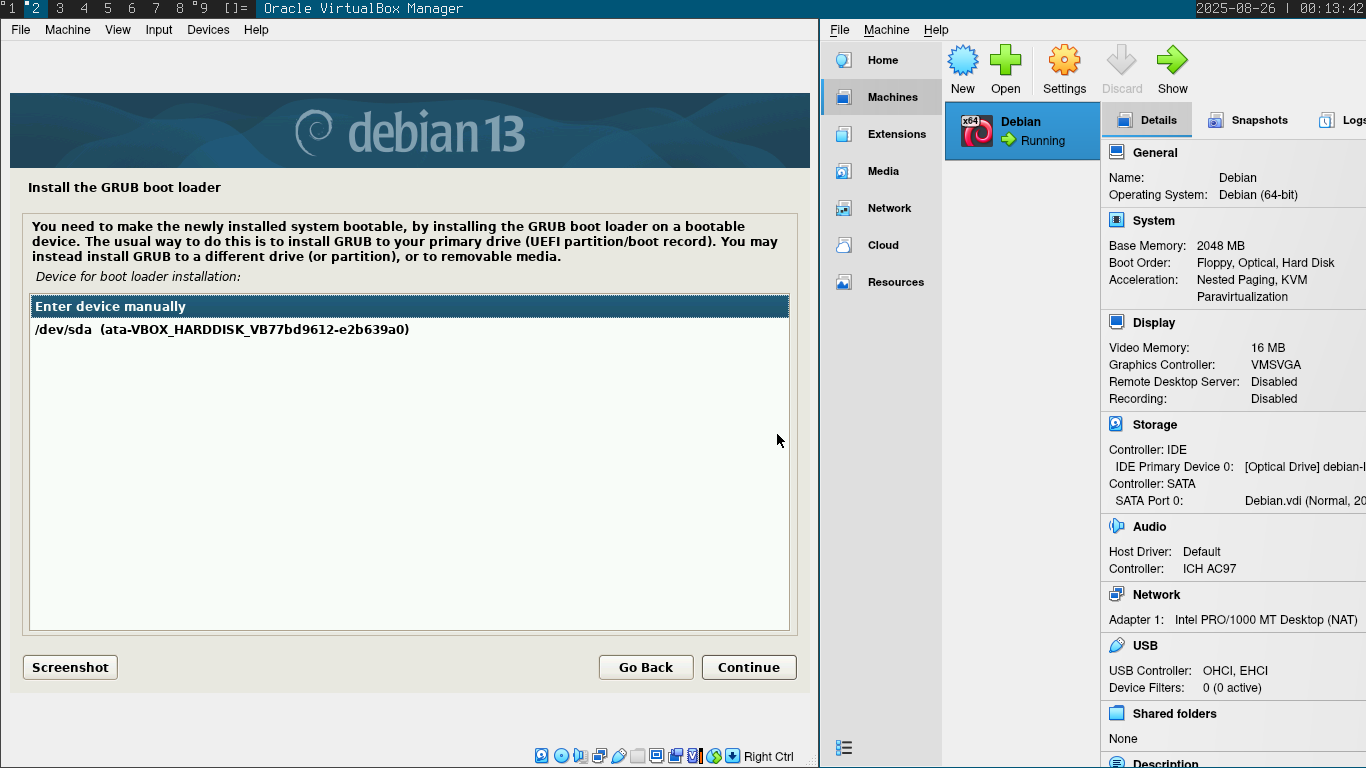 1 2 3 4 5 6 7 8 9 []= Oracle VirtualBox Manager 2025-08-26 | 00:13:42
File Machine View Input Devices Help
debian 13
Install the GRUB boot loader
You need to make the newly installed system bootable, by installing the GRUB boot loader on a bootable
device. The usual way to do this is to install GRUB to your primary drive (UEFI partition/boot record). You may
instead install GRUB to a different drive (or partition), or to removable media.
Device for boot loader installation:
Enter device manually
/dev/sda (ata-VBOX_HARDDISK_VB77bd9612-e2b639a0)
Screenshot Go Back Continue
Right Ctrl
File Machine Help
Home
Machines
Extensions
Media
Network
Cloud
Resources
New Open Settings Discard Show
x64 Debian
Running
Details Snapshots Logs
General
Name: Debian
Operating System: Debian (64-bit)
System
Base Memory: 2048 MB
Boot Order: Floppy, Optical, Hard Disk
Acceleration: Nested Paging, KVM
Paravirtualization
Display
Video Memory: 16 MB
Graphics Controller: VMSVGA
Remote Desktop Server: Disabled
Recording: Disabled
Storage
Controller: IDE
IDE Primary Device 0: [Optical Drive] debian-
Controller: SATA
SATA Port 0: Debian.vdi (Normal, 20
Audio
Host Driver: Default
Controller: ICH AC97
Network
Adapter 1: Intel PRO/1000 MT Desktop (NAT)
USB
USB Controller: OHCI, EHCI
Device Filters: 0 (0 active)
Shared folders
None
Description